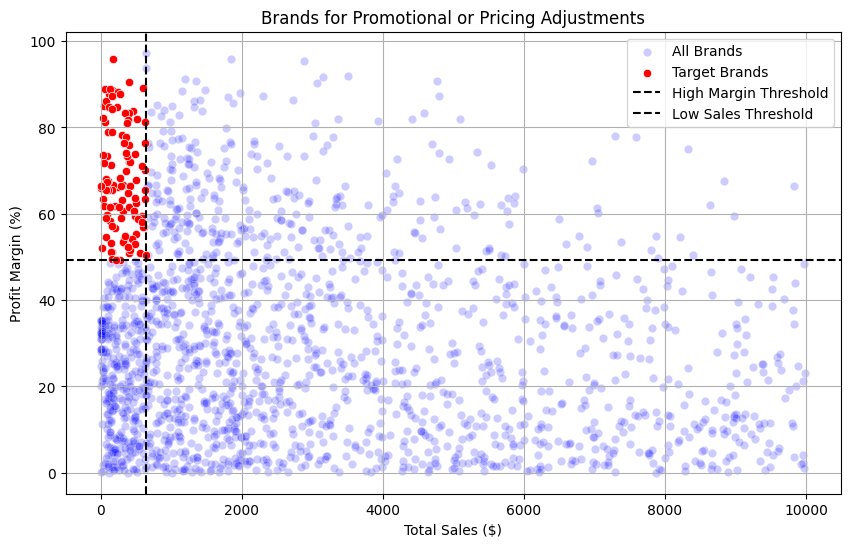 Brands for Promotional or Pricing Adjustments
All Brands
Target Brands
High Margin Threshold
Low Sales Threshold
Profit Margin (%)
100
80
60
40
20
0
0 2000 4000 6000 8000 10000
Total Sales ($)